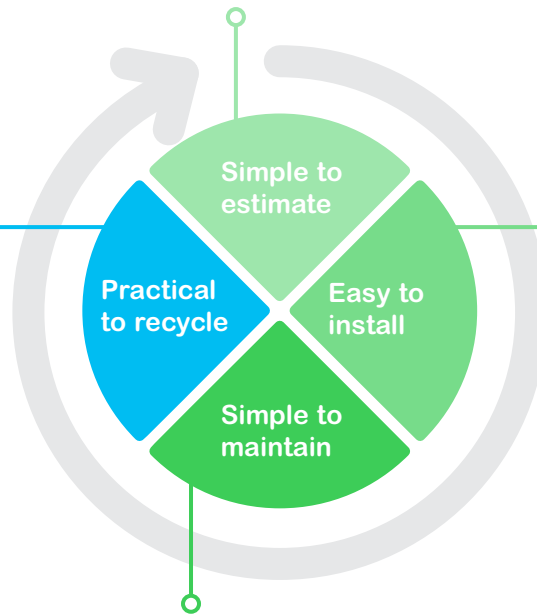 Simple to
estimate
Easy to
install
Simple to
maintain
Practical
to recycle